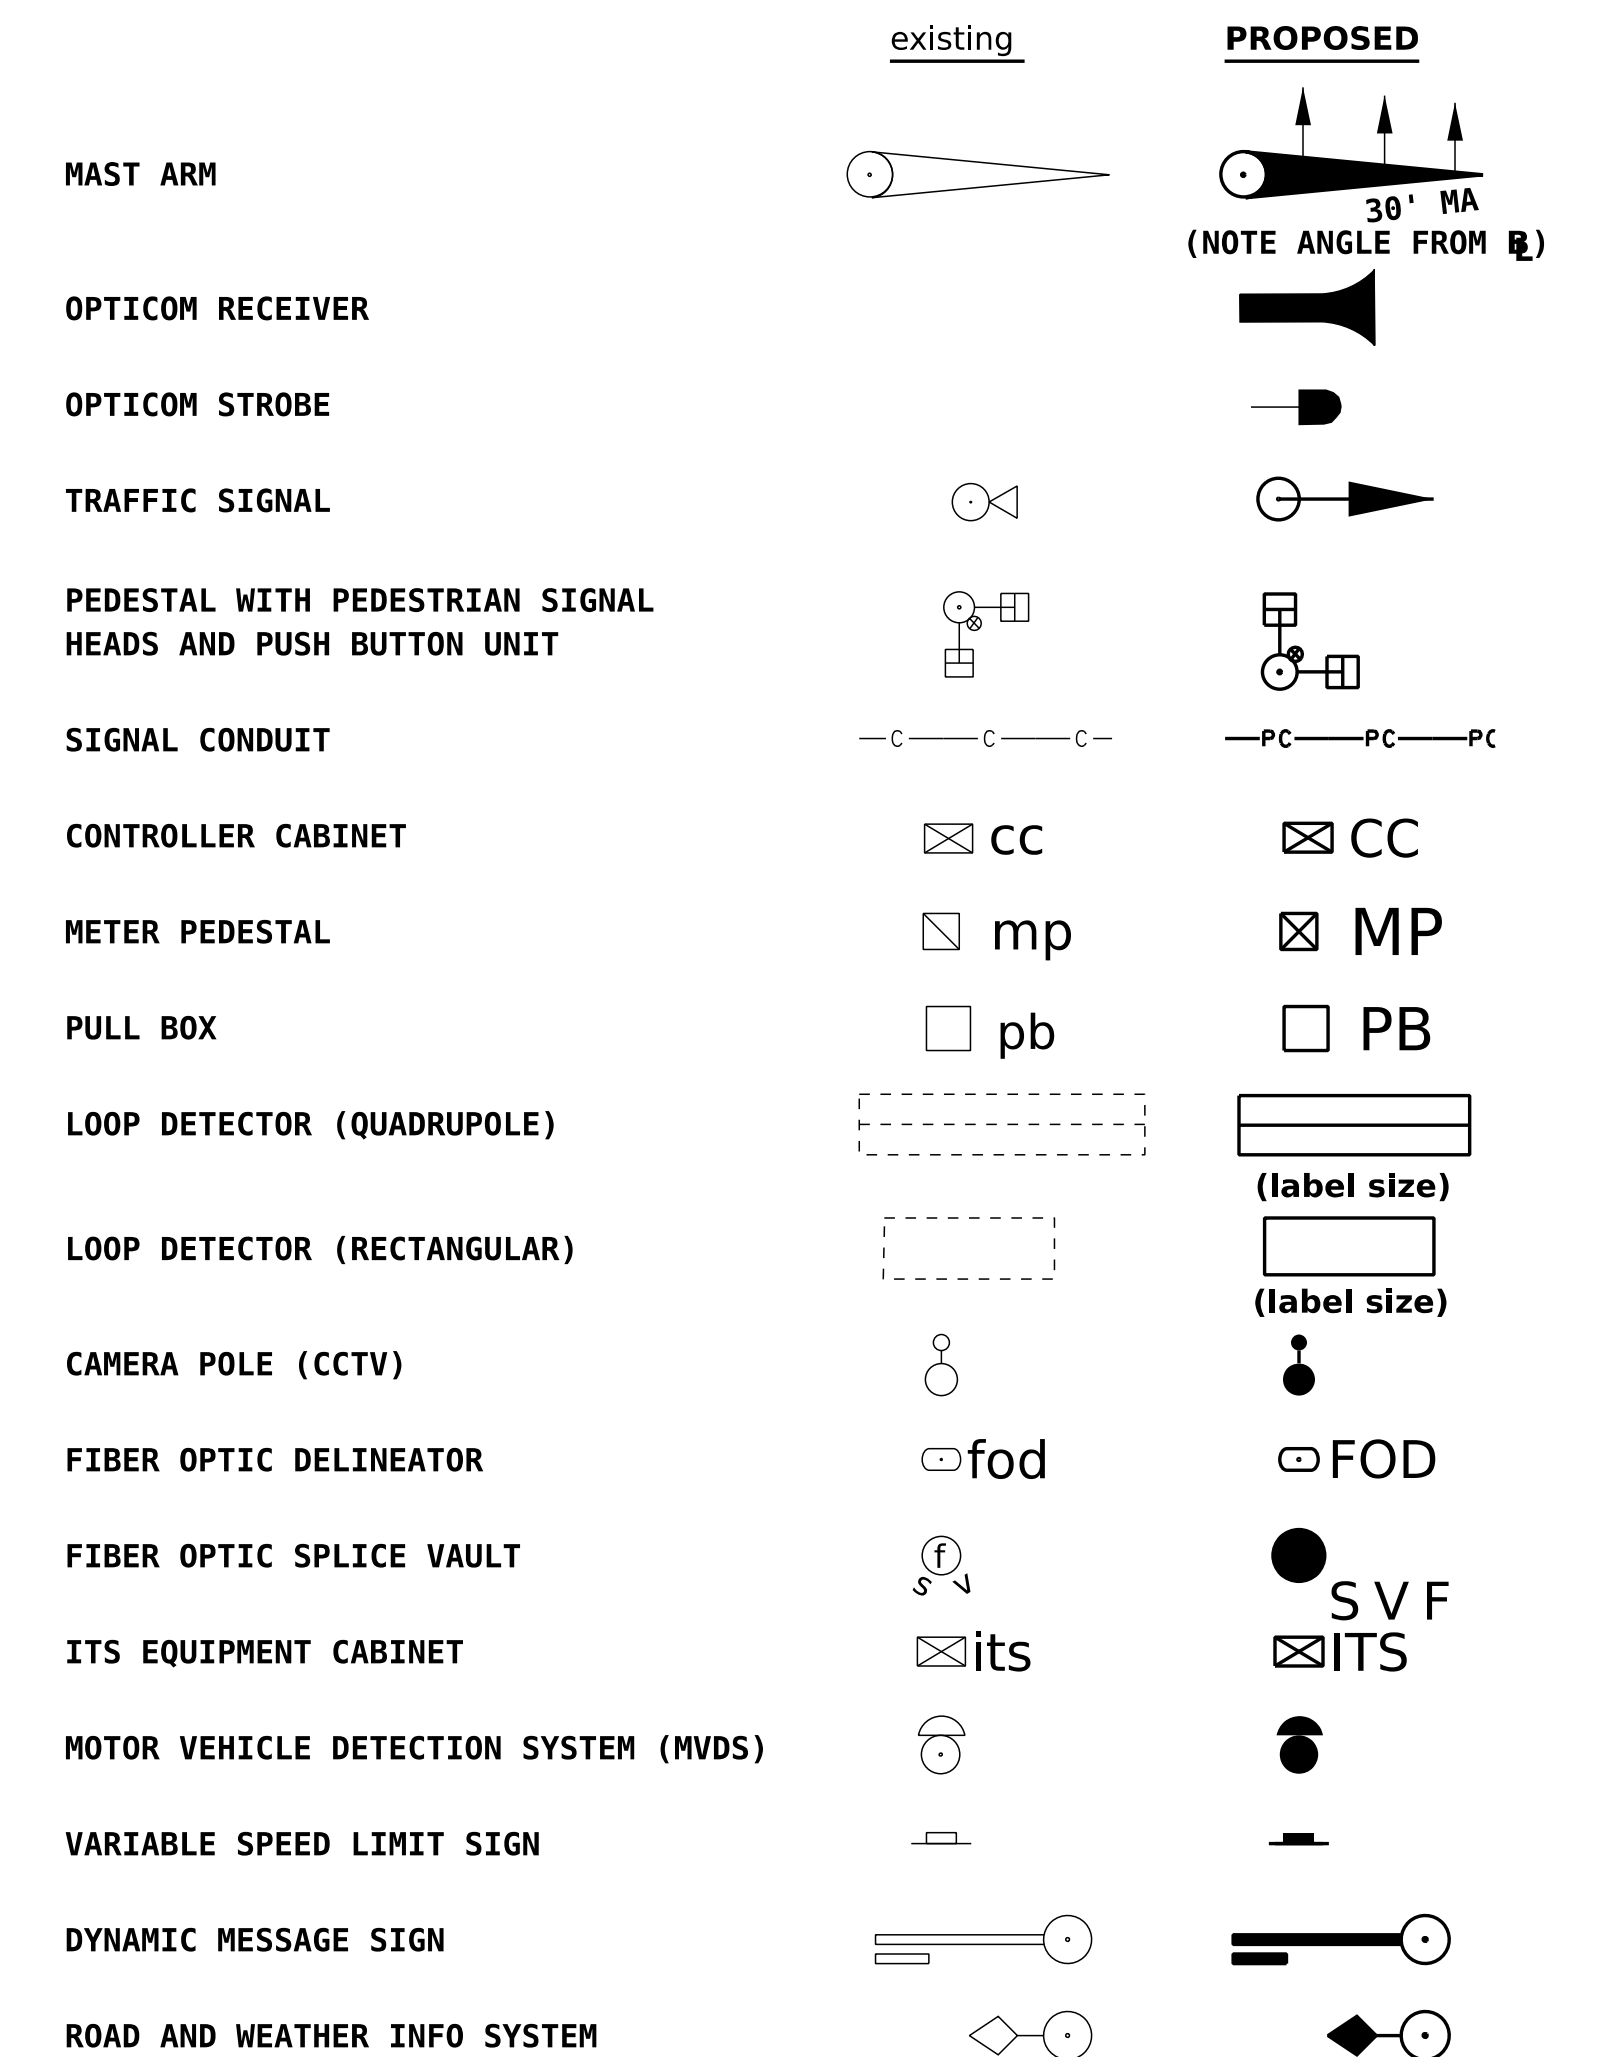 existing PROPOSED
MAST ARM
30' MA
(NOTE ANGLE FROM BL)
OPTICOM RECEIVER
OPTICOM STROBE
TRAFFIC SIGNAL
PEDESTAL WITH PEDESTRIAN SIGNAL
HEADS AND PUSH BUTTON UNIT
SIGNAL CONDUIT C C C PC PC PC
CONTROLLER CABINET cc CC
METER PEDESTAL mp MP
PULL BOX pb PB
LOOP DETECTOR (QUADRUPOLE)
(label size)
LOOP DETECTOR (RECTANGULAR)
(label size)
CAMERA POLE (CCTV)
FIBER OPTIC DELINEATOR fod FOD
FIBER OPTIC SPLICE VAULT f
s v S V F
ITS EQUIPMENT CABINET its ITS
MOTOR VEHICLE DETECTION SYSTEM (MVDS)
VARIABLE SPEED LIMIT SIGN
DYNAMIC MESSAGE SIGN
ROAD AND WEATHER INFO SYSTEM